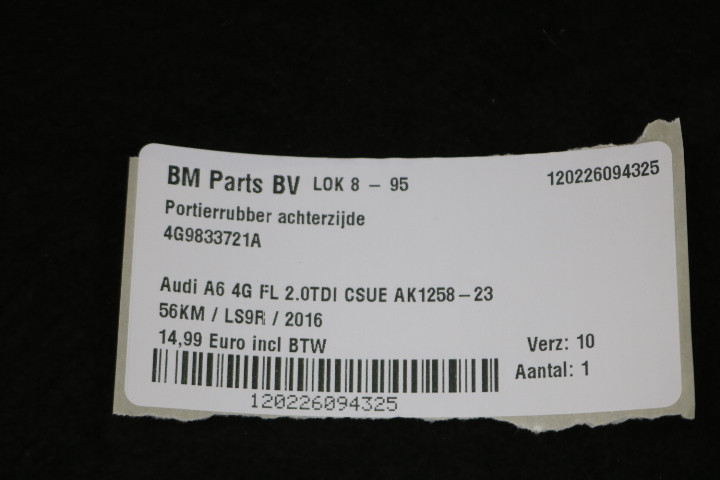 BM Parts BV LOK 8 – 95 120226094325
Portierrubber achterzijde
4G9833721A
Audi A6 4G FL 2.0TDI CSUE AK1258–23
56KM / LS9R / 2016
14,99 Euro incl BTW Verz: 10
Aantal: 1
120226094325